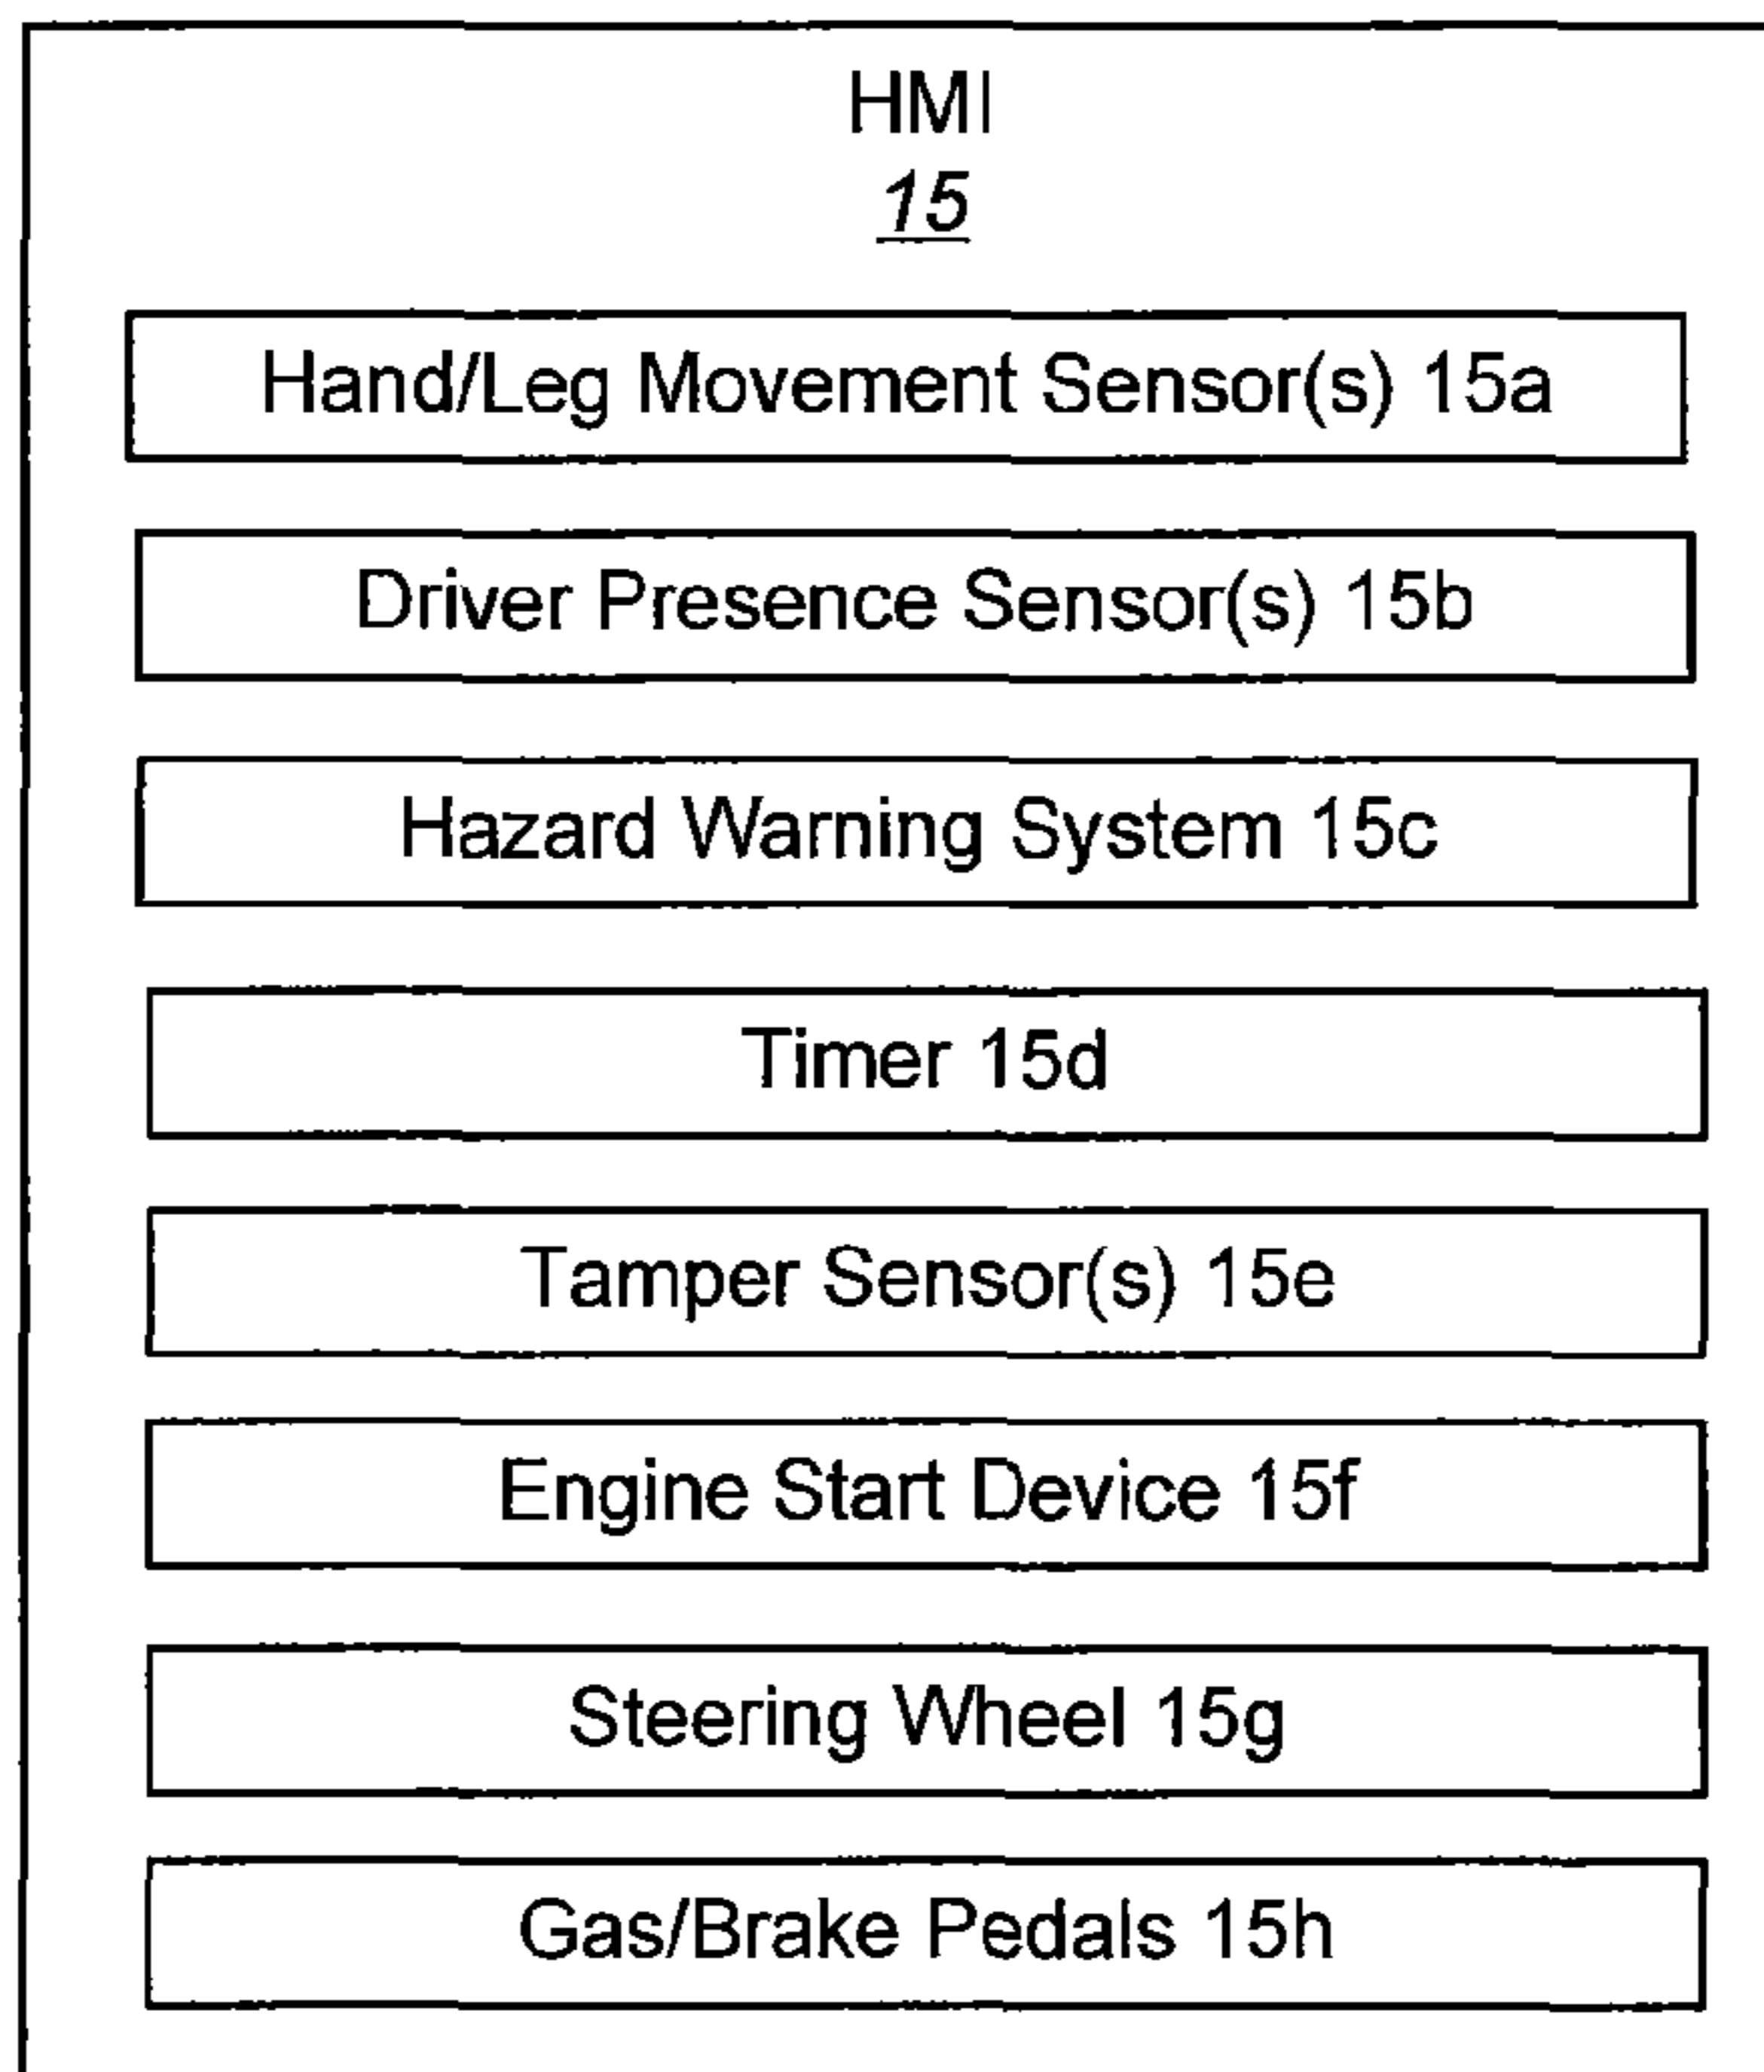 HMI
15
Hand/Leg Movement Sensor(s) 15a
Driver Presence Sensor(s) 15b
Hazard Warning System 15c
Timer 15d
Tamper Sensor(s) 15e
Engine Start Device 15f
Steering Wheel 15g
Gas/Brake Pedals 15h